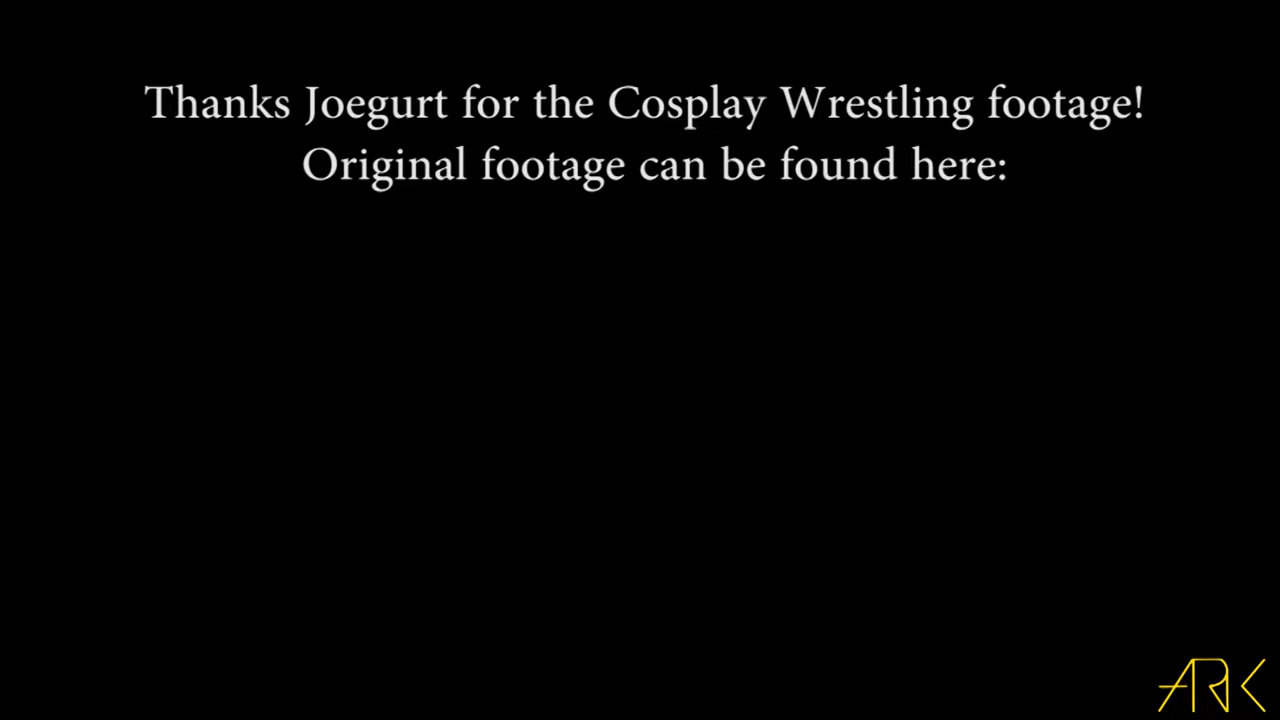 Thanks Joegurt for the Cosplay Wrestling footage!
Original footage can be found here:
ARK